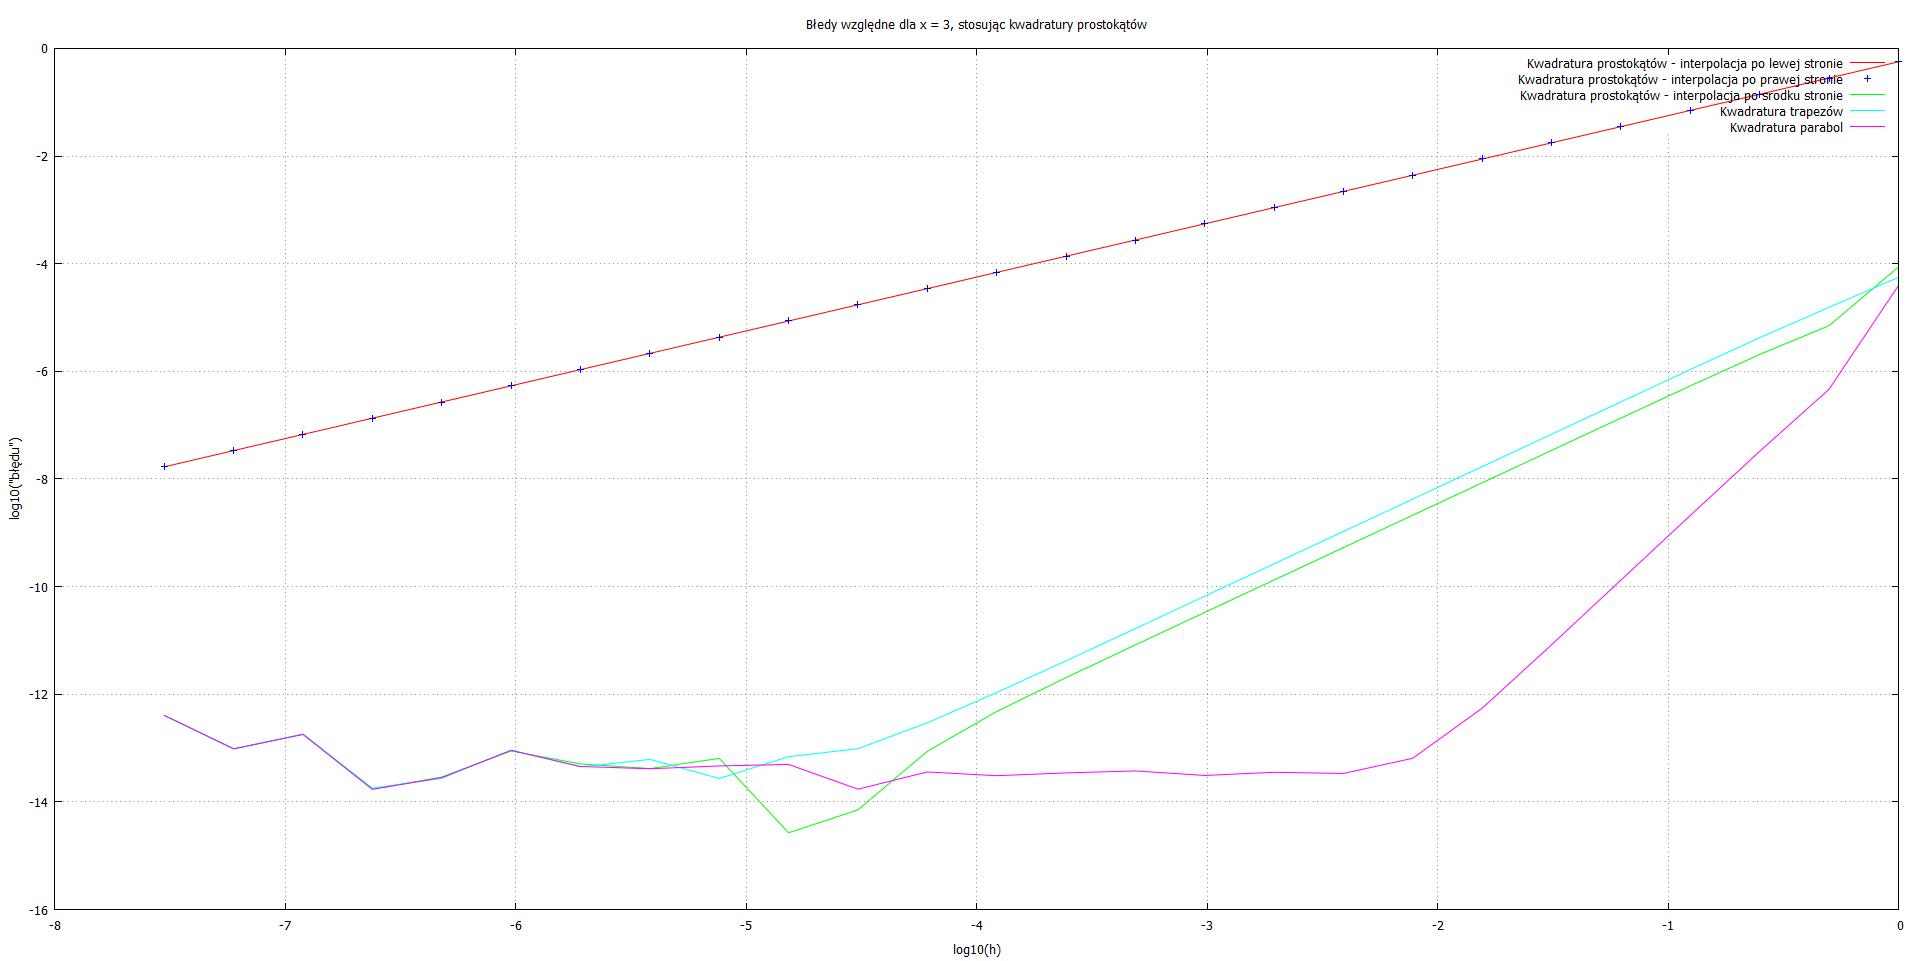 Błedy względne dla x = 3, stosując kwadratury prostokątów
Kwadratura prostokątów - interpolacja po lewej stronie
Kwadratura prostokątów - interpolacja po prawej stronie
Kwadratura prostokątów - interpolacja po środku stronie
Kwadratura trapezów
Kwadratura parabol
log10("błędu")
0
-2
-4
-6
-8
-10
-12
-14
-16
-8 -7 -6 -5 -4 -3 -2 -1 0
log10(h)